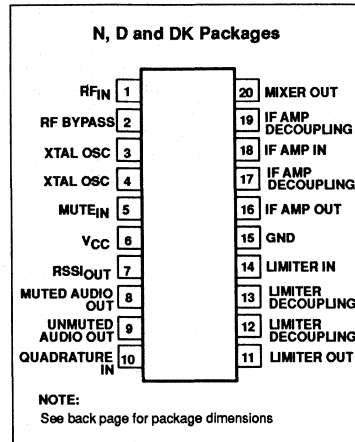 N, D and DK Packages
RFIN 1
RF BYPASS 2
XTAL OSC 3
XTAL OSC 4
MUTEIN 5
VCC 6
RSSIOUT 7
MUTED AUDIO OUT 8
UNMUTED AUDIO OUT 9
QUADRATURE IN 10
20 MIXER OUT
19 IF AMP DECOUPLING
18 IF AMP IN
17 IF AMP DECOUPLING
16 IF AMP OUT
15 GND
14 LIMITER IN
13 LIMITER DECOUPLING
12 LIMITER DECOUPLING
11 LIMITER OUT
NOTE:
See back page for package dimensions